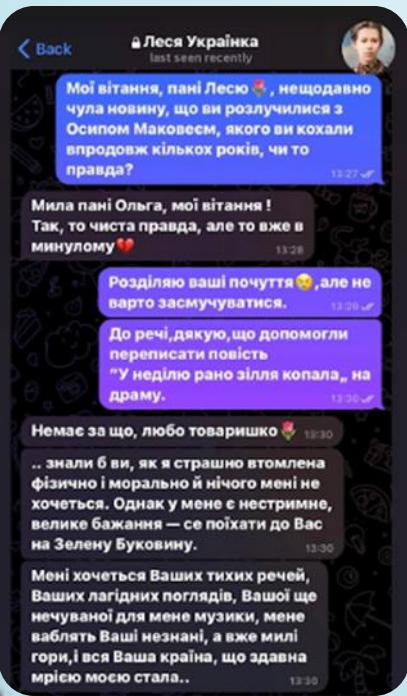 Back
Леся Українка
last seen recently
Мої вітання, пані Лесю🌷, нещодавно
чула новину, що ви розлучилися з
Осипом Маковеєм, якого ви кохали
впродовж кількох років, чи то
правда?
13:27
Мила пані Ольга, мої вітання !
Так, то чиста правда, але то вже в
минулому💔
13:28
Розділяю ваші почуття😢,але не
варто засмучуватися.
13:29
До речі,дякую,що допомогли
переписати повість
"У неділю рано зілля копала„ на
драму.
13:30
Немає за що, любо товаришко🌷
13:30
.. знали б ви, як я страшно втомлена
фізично і морально й нічого мені не
хочеться. Однак у мене є нестримне,
велике бажання — се поїхати до Вас
на Зелену Буковину.
13:30
Мені хочеться Ваших тихих речей,
Ваших лагідних поглядів, Вашої ще
нечуваної для мене музики, мене
ваблять Ваші незнані, а вже милі
гори,і вся Ваша країна, що здавна
мрією моєю стала..
13:30